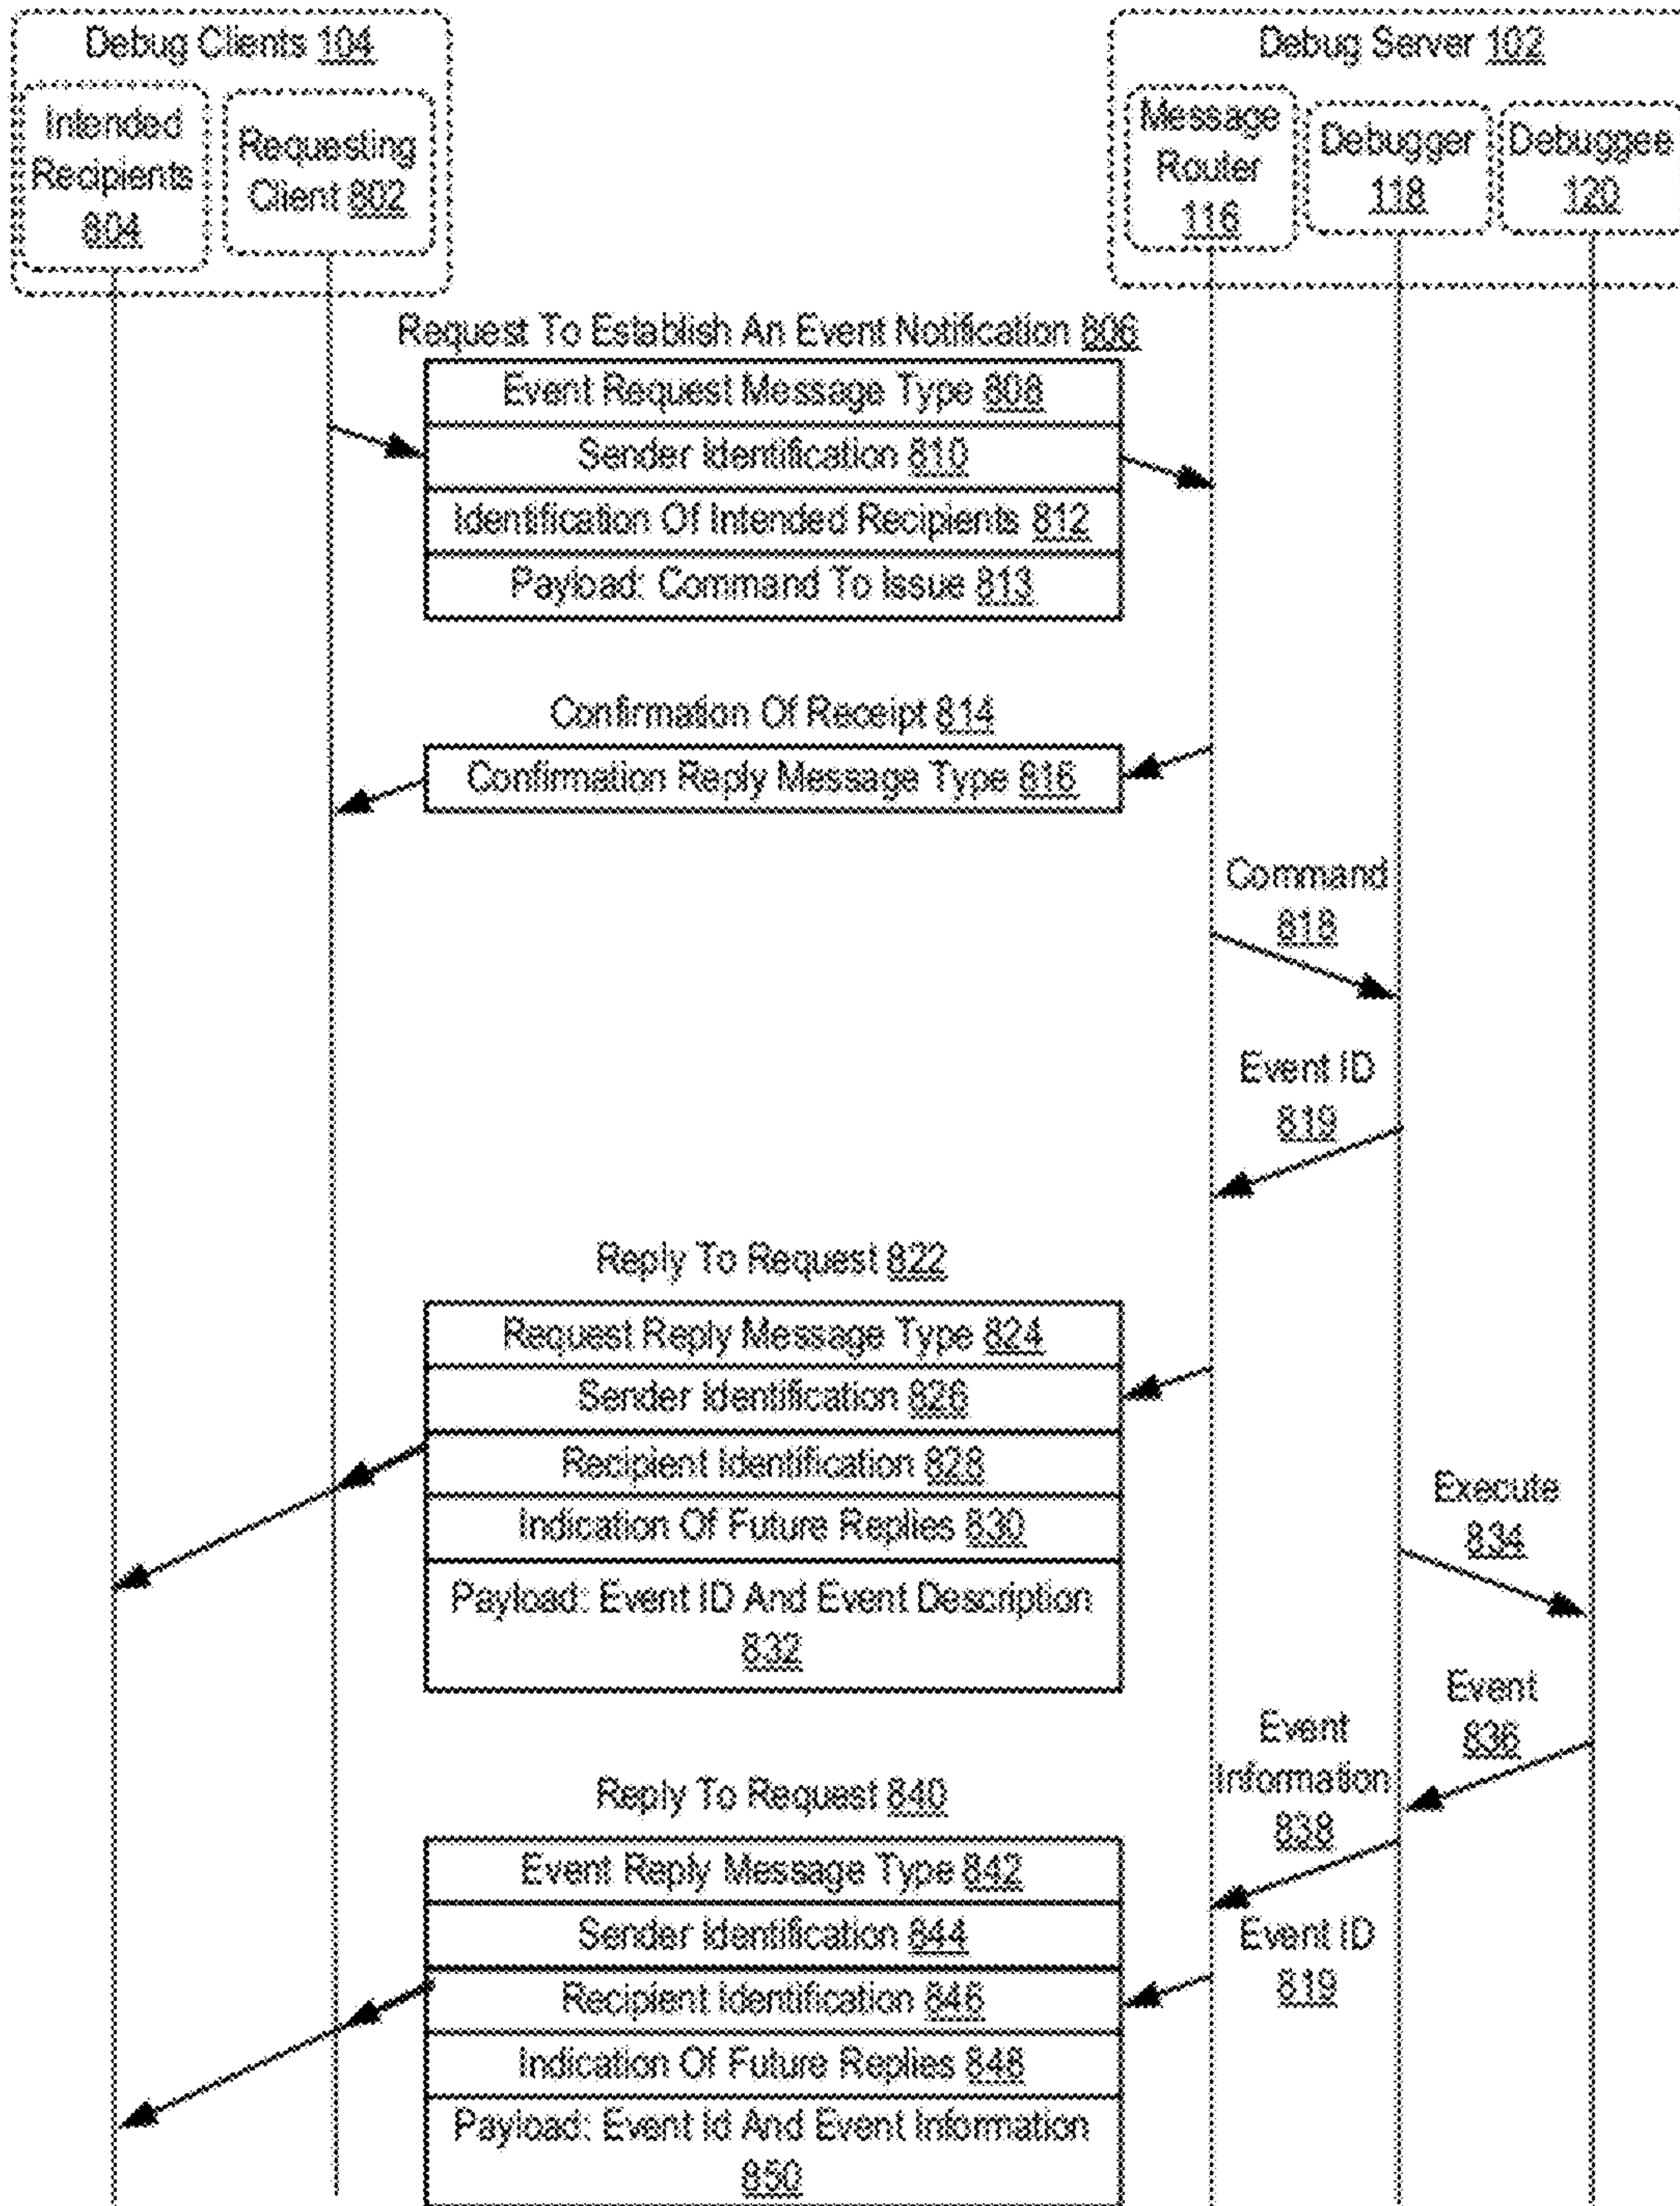 Debug Clients 104
Intended
Recipients
804
Requesting
Client 802
Debug Server 102
Message
Router
116
Debugger
118
Debuggee
120
Request To Establish An Event Notification 806
Event Request Message Type 808
Sender Identification 810
Identification Of Intended Recipients 812
Payload: Command To Issue 813
Confirmation Of Receipt 814
Confirmation Reply Message Type 816
Command
818
Event ID
819
Reply To Request 822
Request Reply Message Type 824
Sender Identification 826
Recipient Identification 828
Indication Of Future Replies 830
Payload: Event ID And Event Description
832
Execute
834
Event
836
Event
Information
838
Event ID
819
Reply To Request 840
Event Reply Message Type 842
Sender Identification 844
Recipient Identification 846
Indication Of Future Replies 848
Payload: Event Id And Event Information
850